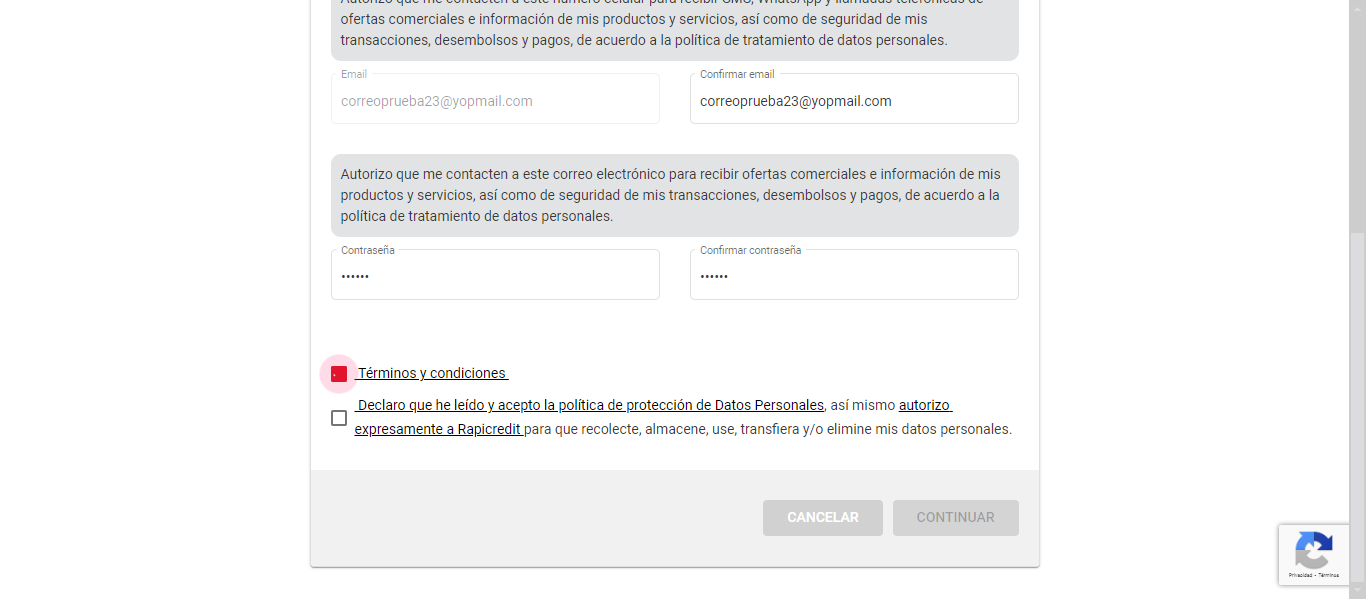 Autorizo que me contacten a este número celular para recibir SMS, WhatsApp y llamadas telefónicas de
ofertas comerciales e información de mis productos y servicios, así como de seguridad de mis
transacciones, desembolsos y pagos, de acuerdo a la política de tratamiento de datos personales.
Email
Confirmar email
correoprueba23@yopmail.com
correoprueba23@yopmail.com
Autorizo que me contacten a este correo electrónico para recibir ofertas comerciales e información de mis
productos y servicios, así como de seguridad de mis transacciones, desembolsos y pagos, de acuerdo a la
política de tratamiento de datos personales.
Contraseña
Confirmar contraseña
••••••
••••••
Términos y condiciones
Declaro que he leído y acepto la política de protección de Datos Personales, así mismo autorizo
expresamente a Rapicredit para que recolecte, almacene, use, transfiera y/o elimine mis datos personales.
CANCELAR
CONTINUAR
Privacidad - Términos